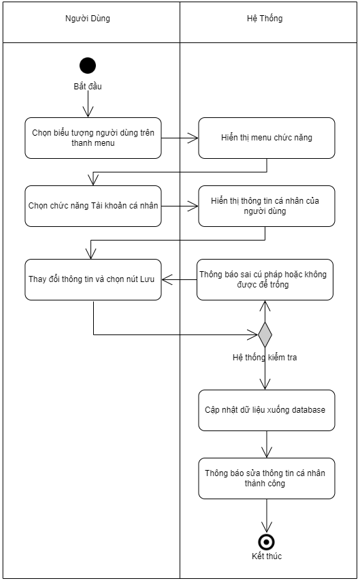 Người Dùng
Hệ Thống
Bắt đầu
Chọn biểu tượng người dùng trên
thanh menu
Hiển thị menu chức năng
Chọn chức năng Tài khoản cá nhân
Hiển thị thông tin cá nhân của
người dùng
Thay đổi thông tin và chọn nút Lưu
Thông báo sai cú pháp hoặc không
được để trống
Hệ thống kiểm tra
Cập nhật dữ liệu xuống database
Thông báo sửa thông tin cá nhân
thành công
Kết thúc